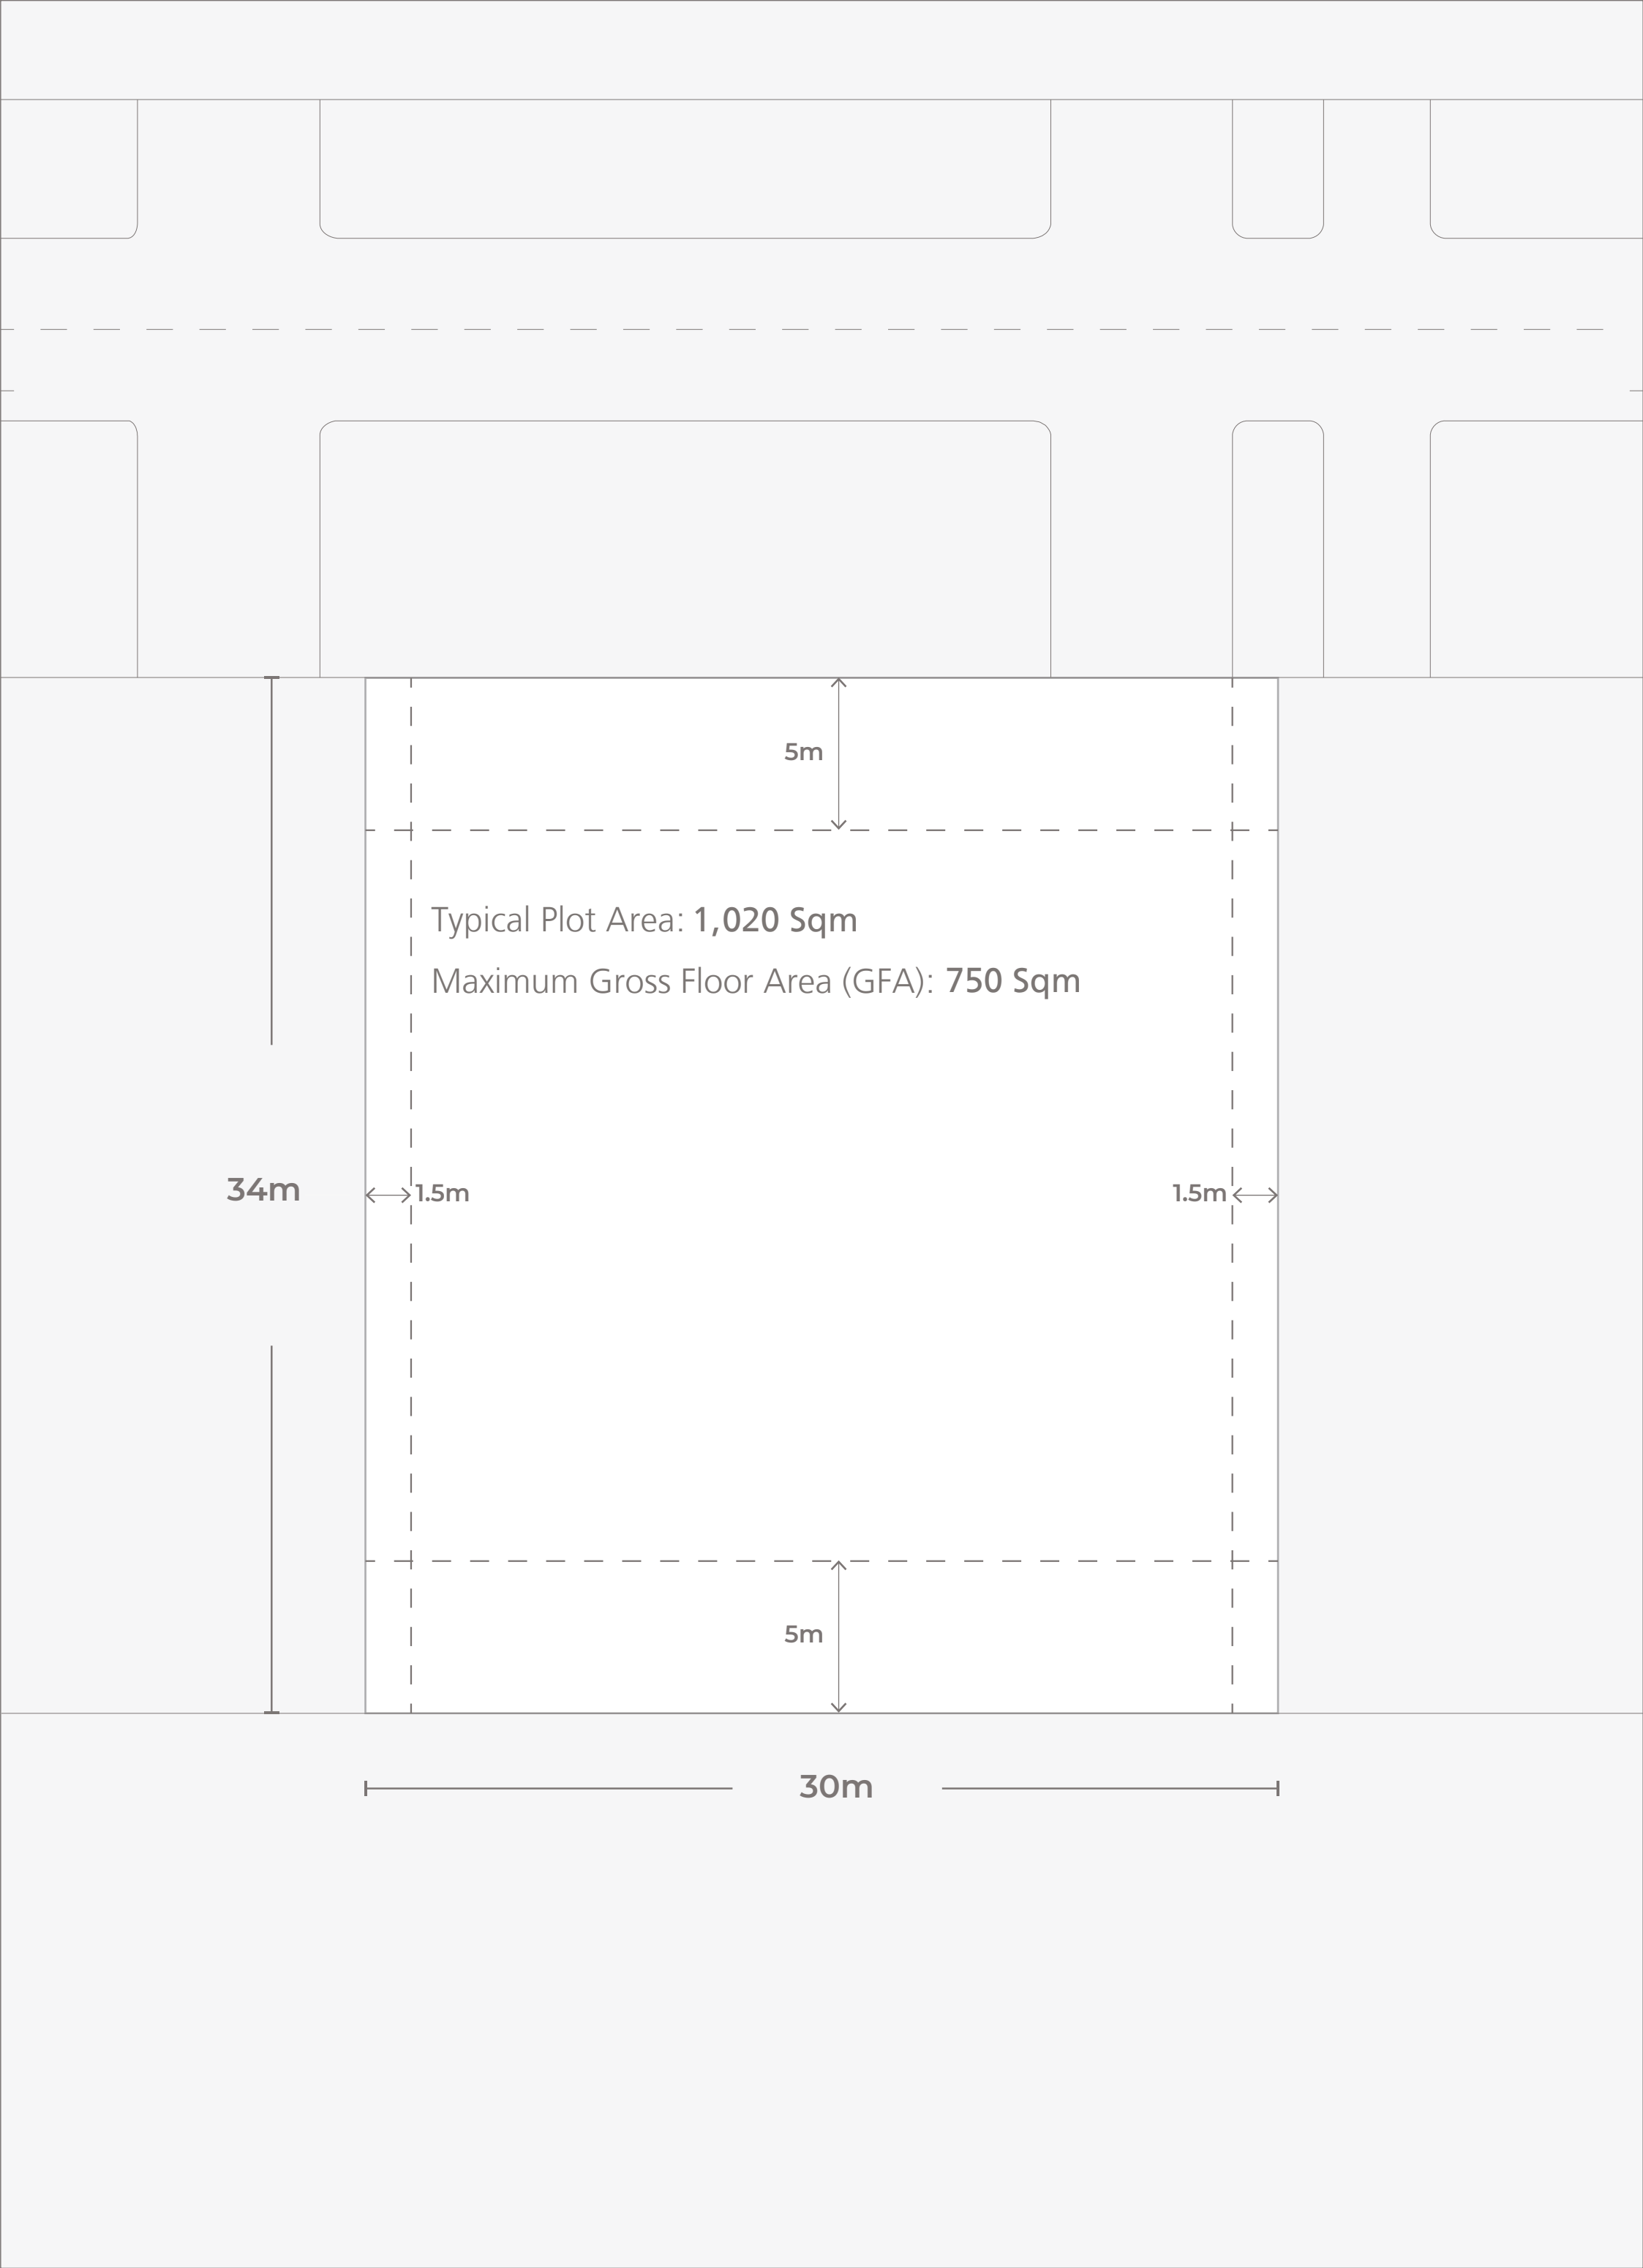 5m
Typical Plot Area: 1,020 Sqm
Maximum Gross Floor Area (GFA): 750 Sqm
34m
1.5m
1.5m
5m
30m